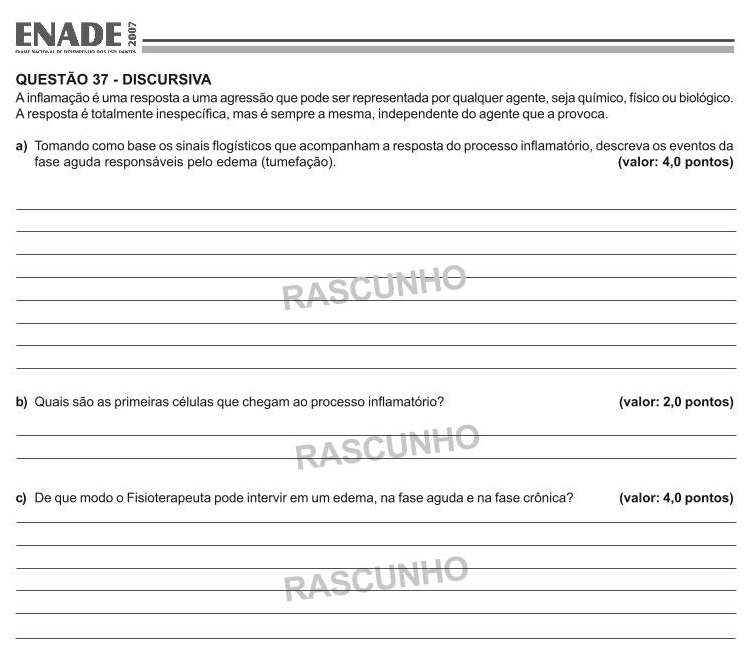 ENADE 2007
EXAME NACIONAL DE DESEMPENHO DOS ESTUDANTES
QUESTÃO 37 - DISCURSIVA
A inflamação é uma resposta a uma agressão que pode ser representada por qualquer agente, seja químico, físico ou biológico.
A resposta é totalmente inespecífica, mas é sempre a mesma, independente do agente que a provoca.
a) Tomando como base os sinais flogísticos que acompanham a resposta do processo inflamatório, descreva os eventos da
fase aguda responsáveis pelo edema (tumefação). (valor: 4,0 pontos)
RASCUNHO
b) Quais são as primeiras células que chegam ao processo inflamatório? (valor: 2,0 pontos)
RASCUNHO
c) De que modo o Fisioterapeuta pode intervir em um edema, na fase aguda e na fase crônica? (valor: 4,0 pontos)
RASCUNHO